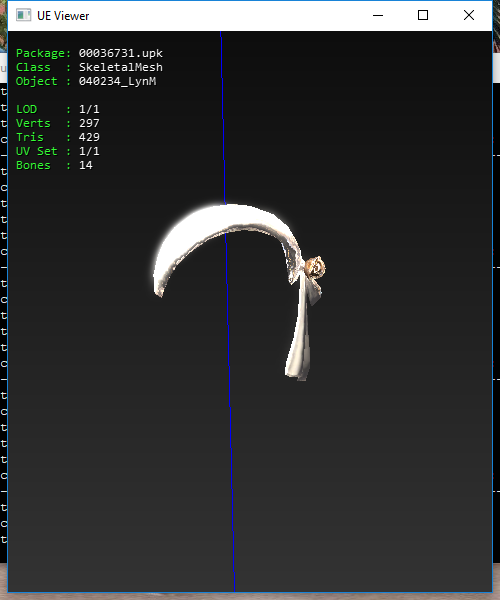 UE Viewer
Package: 00036731.upk
Class : SkeletalMesh
Object : 040234_LynM
LOD : 1/1
Verts : 297
Tris : 429
UV Set : 1/1
Bones : 14